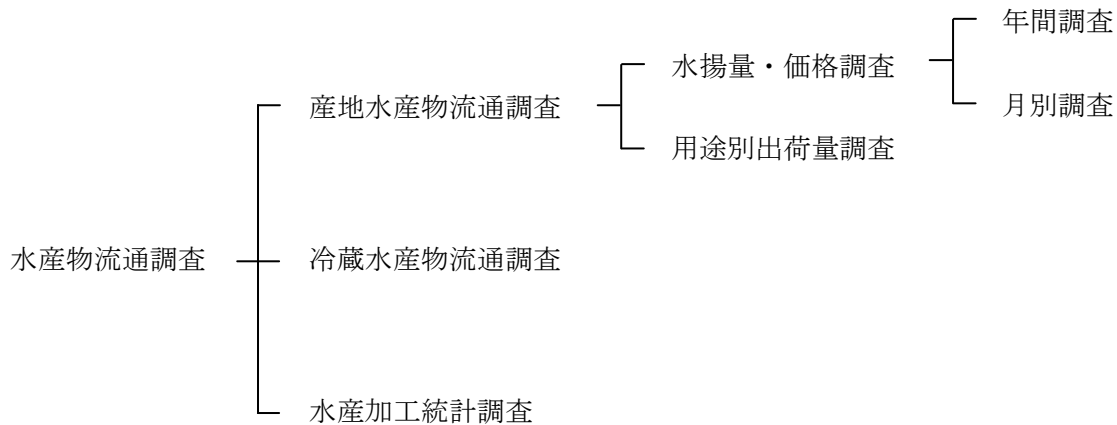 年間調査
水揚量・価格調査
産地水産物流通調査
月別調査
用途別出荷量調査
水産物流通調査
冷蔵水産物流通調査
水産加工統計調査